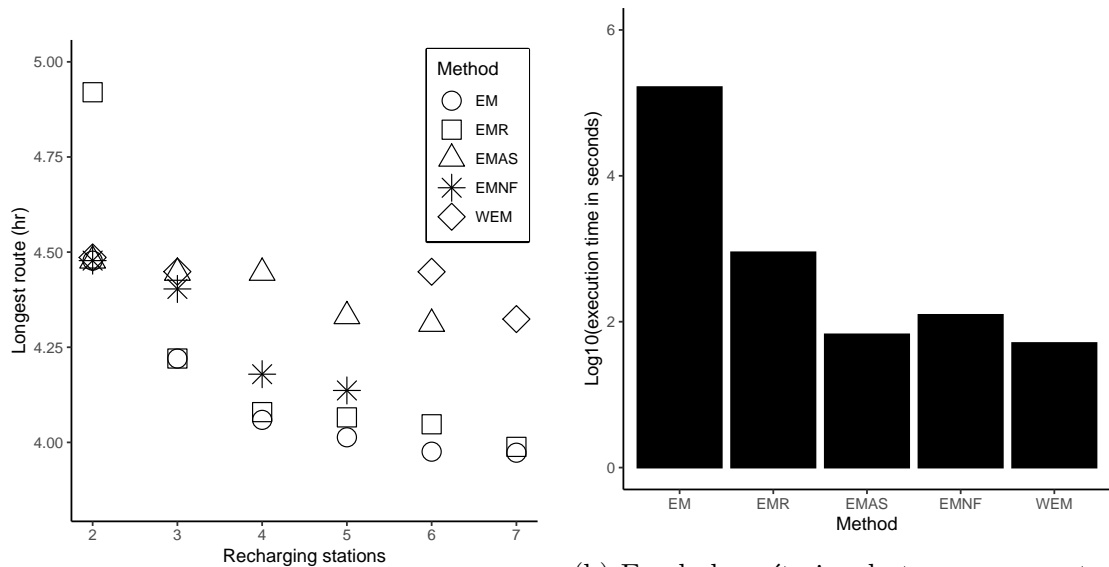 5.00
4.75
4.50
4.25
4.00
Longest route (hr)
2 3 4 5 6 7
Recharging stations
Method
EM
EMR
EMAS
EMNF
WEM
6
4
2
0
Log10(execution time in seconds)
EM EMR EMAS EMNF WEM
Method